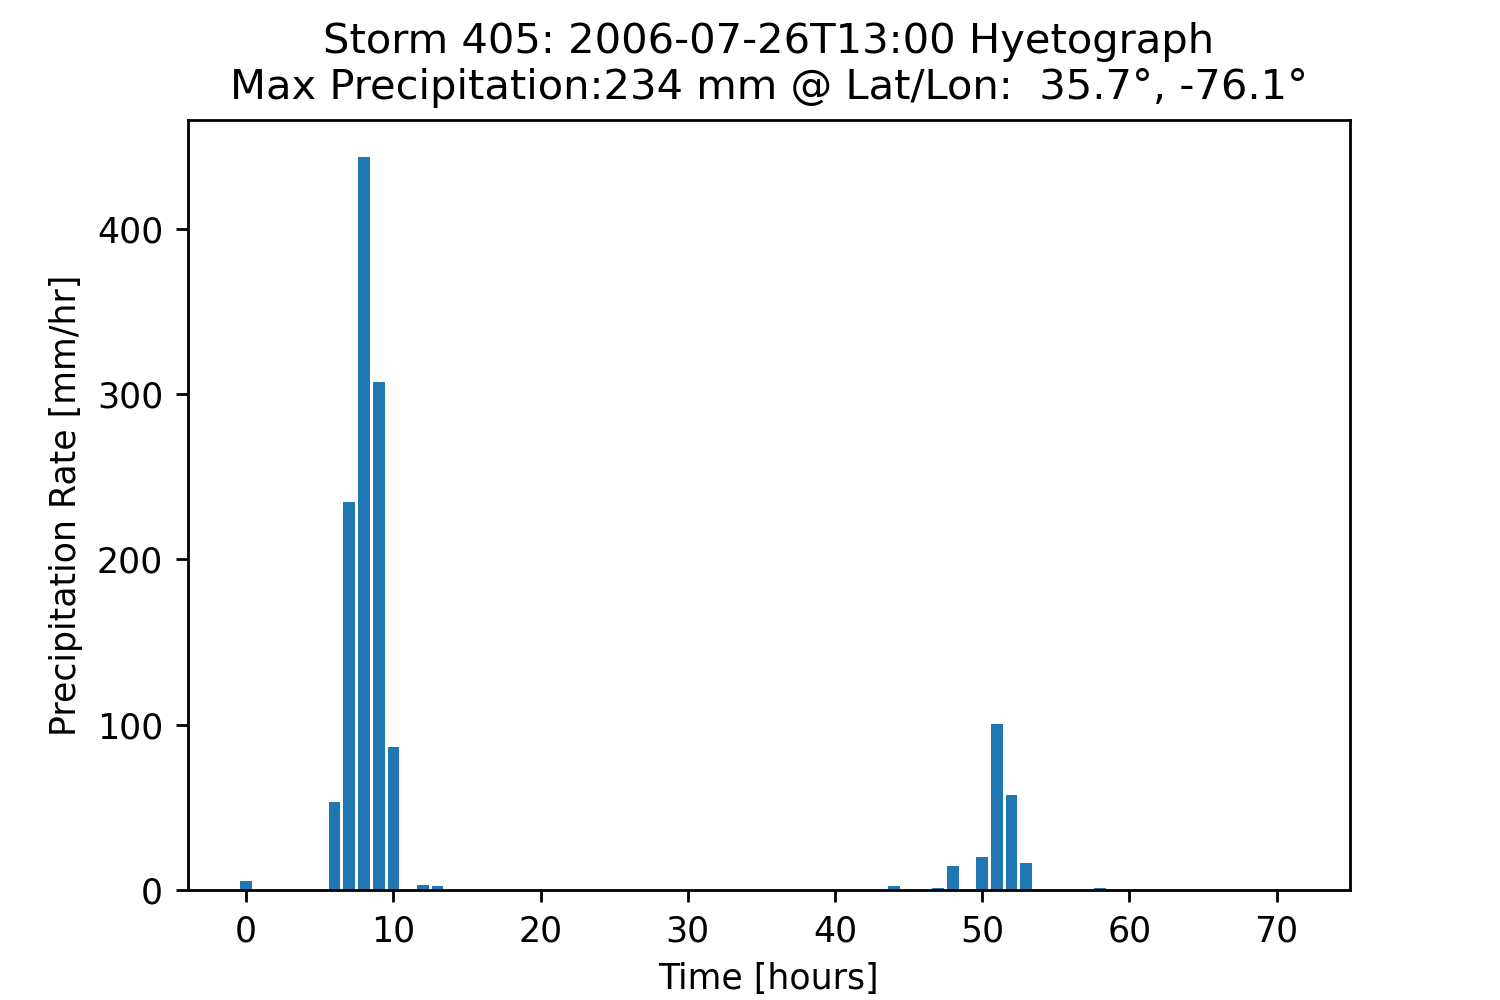 Storm 405: 2006-07-26T13:00 Hyetograph
Max Precipitation:234 mm @ Lat/Lon:  35.7°, -76.1°
Precipitation Rate [mm/hr]
400
300
200
100
0
0 10 20 30 40 50 60 70
Time [hours]